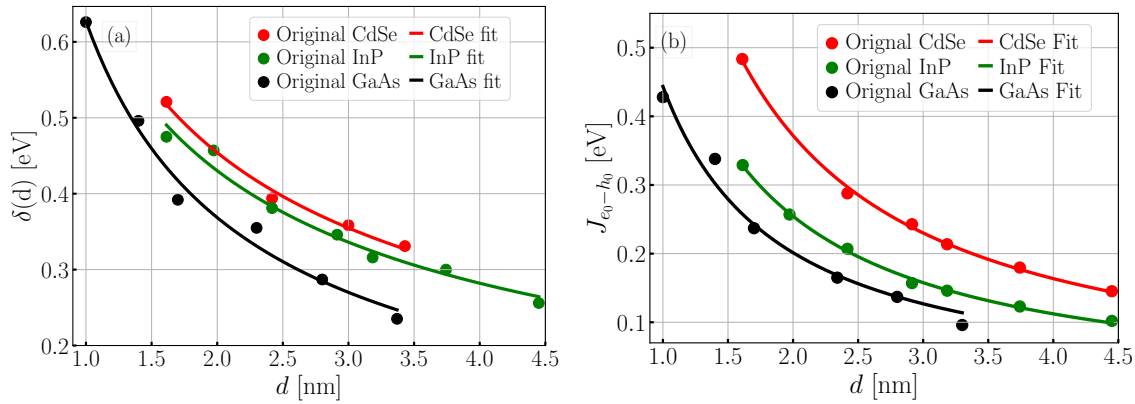 (a)
Original CdSe
Original InP
Original GaAs
CdSe fit
InP fit
GaAs fit
δ(d) [eV]
0.6
0.5
0.4
0.3
0.2
1.0 1.5 2.0 2.5 3.0 3.5 4.0 4.5
d [nm]
(b)
Orignal CdSe
Orignal InP
Orignal GaAs
CdSe Fit
InP Fit
GaAs Fit
J_{e_0−h_0} [eV]
0.5
0.4
0.3
0.2
0.1
1.0 1.5 2.0 2.5 3.0 3.5 4.0 4.5
d [nm]